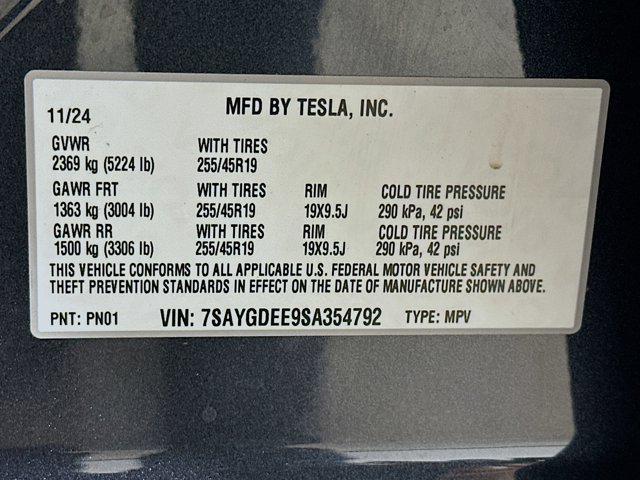 MFD BY TESLA, INC.
11/24
GVWR WITH TIRES
2369 kg (5224 lb) 255/45R19
GAWR FRT WITH TIRES RIM COLD TIRE PRESSURE
1363 kg (3004 lb) 255/45R19 19X9.5J 290 kPa, 42 psi
GAWR RR WITH TIRES RIM COLD TIRE PRESSURE
1500 kg (3306 lb) 255/45R19 19X9.5J 290 kPa, 42 psi
THIS VEHICLE CONFORMS TO ALL APPLICABLE U.S. FEDERAL MOTOR VEHICLE SAFETY AND
THEFT PREVENTION STANDARDS IN EFFECT ON THE DATE OF MANUFACTURE SHOWN ABOVE.
PNT: PN01 VIN: 7SAYGDEE9SA354792 TYPE: MPV